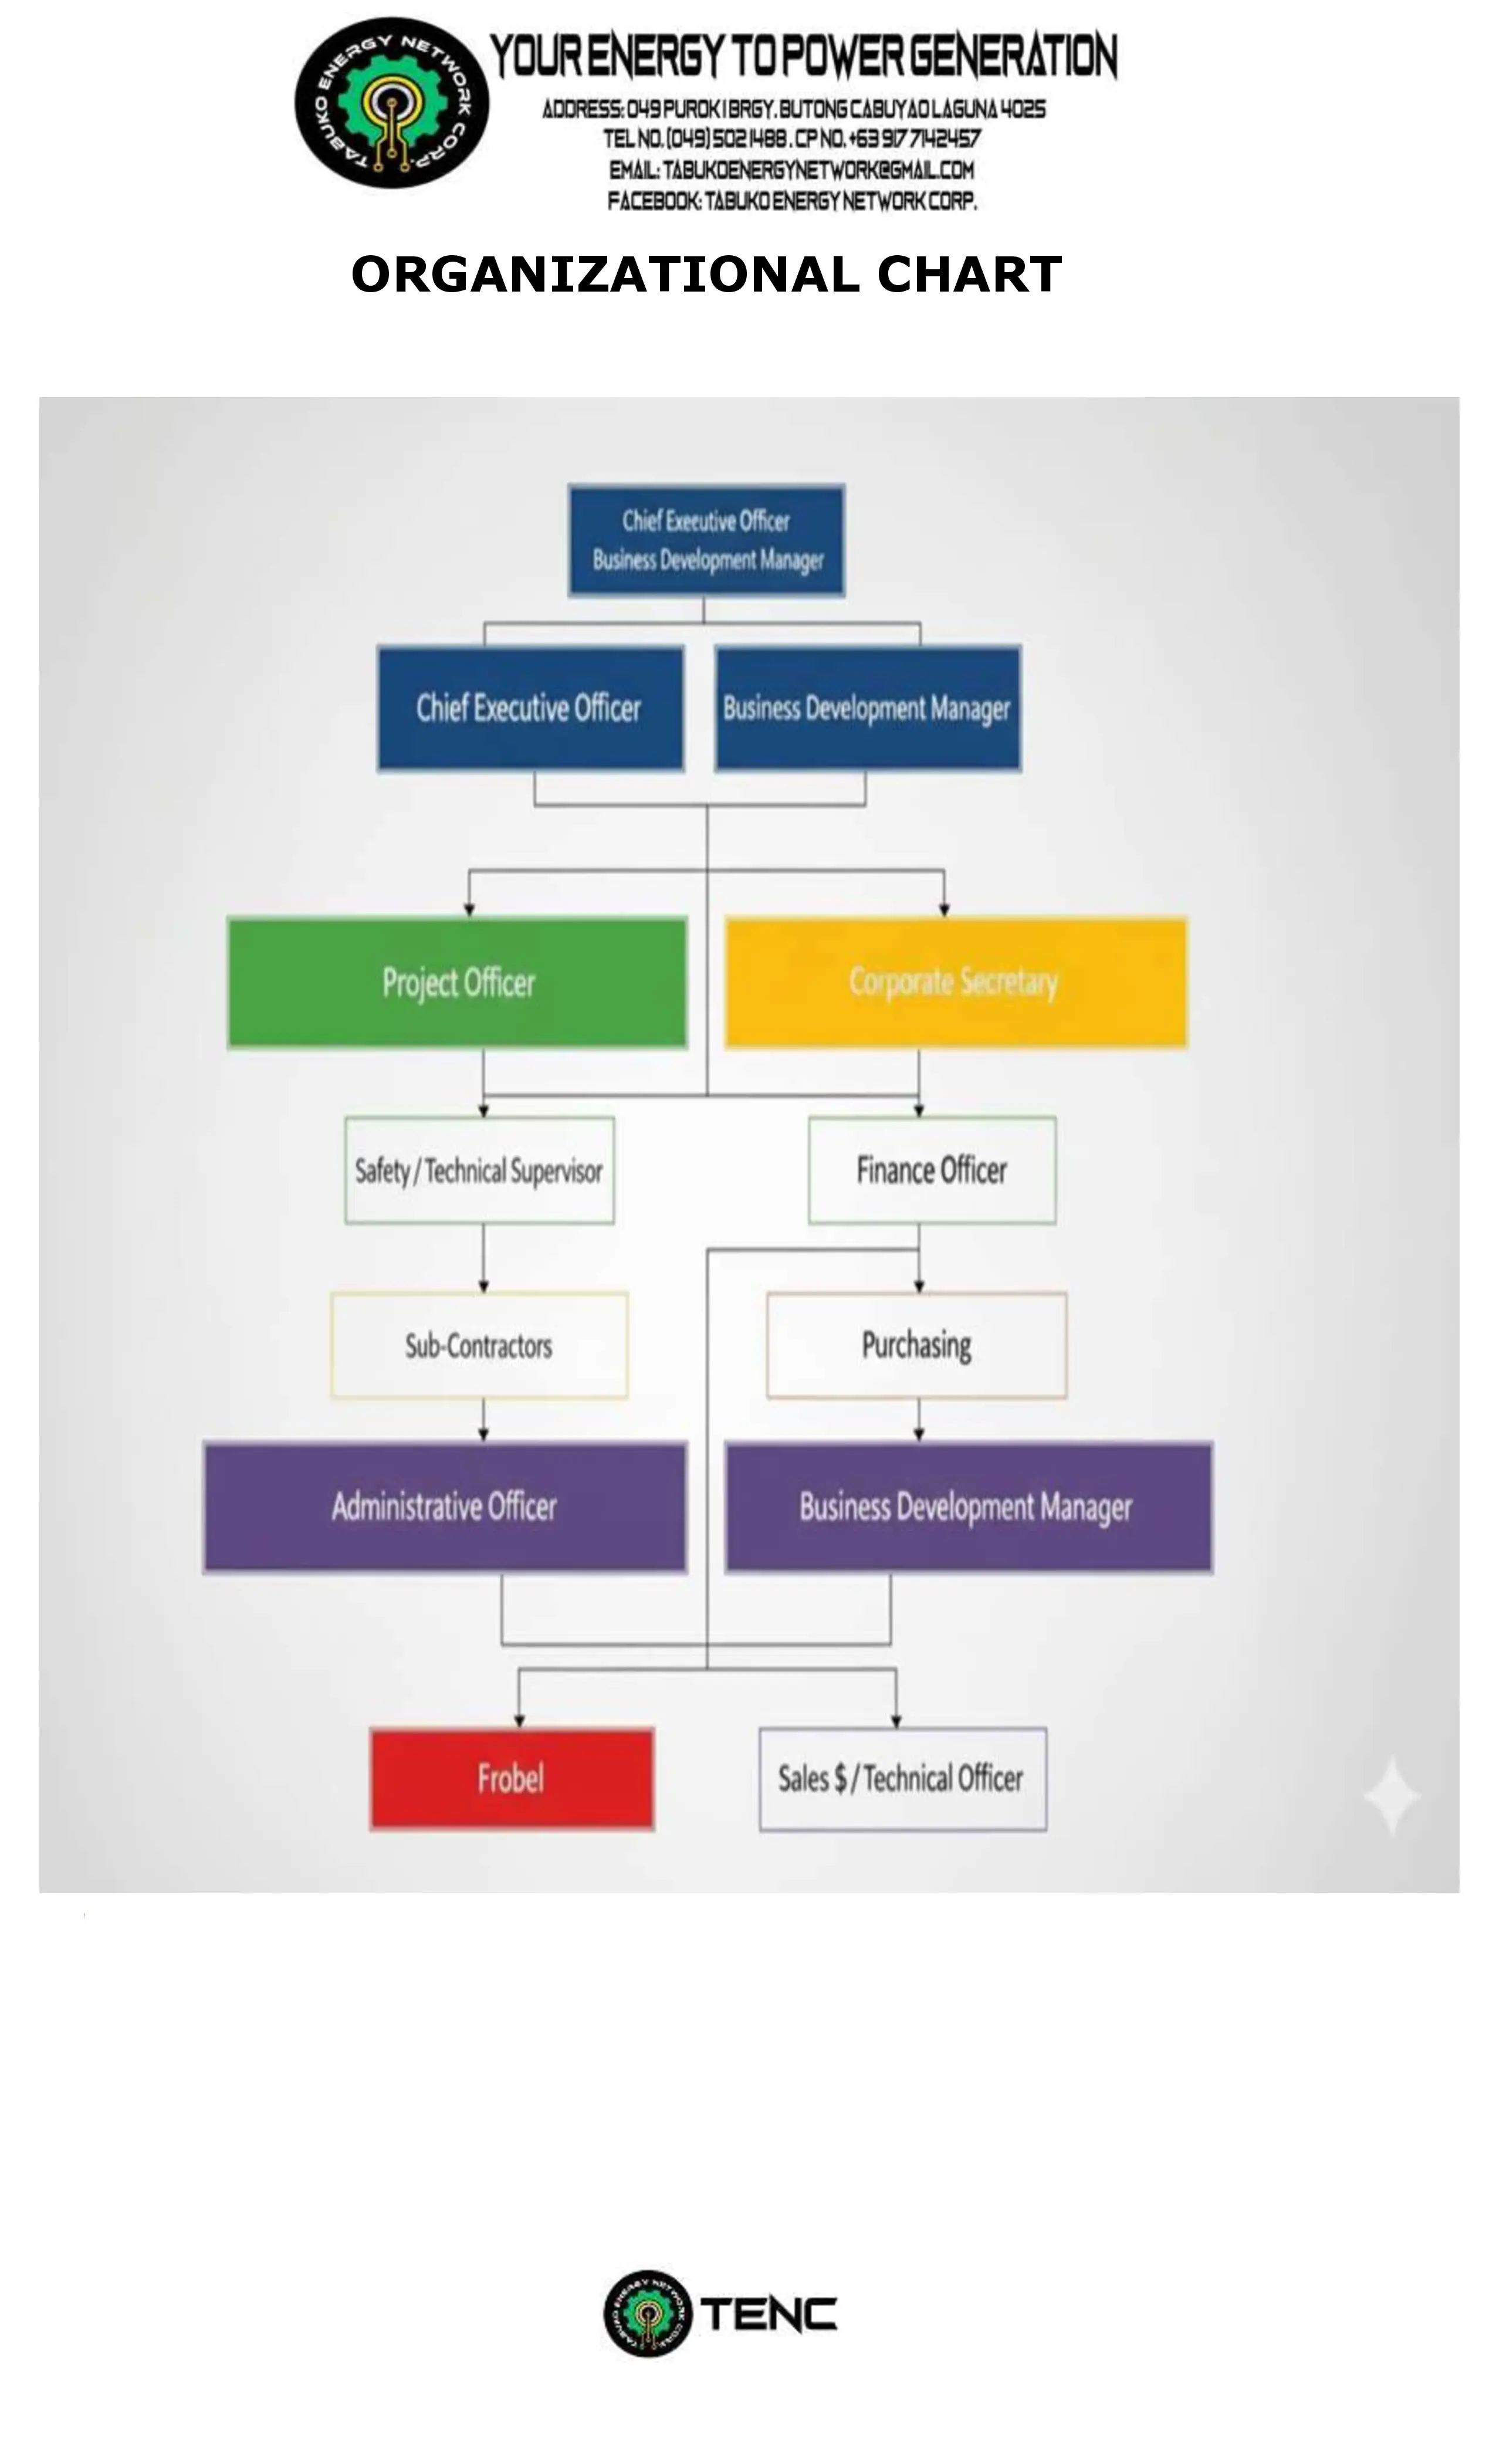 TABUKO ENERGY NETWORK CORP.
YOUR ENERGY TO POWER GENERATION
ADDRESS: 049 PUROK 1 BRGY. BUTONG CABUYAO LAGUNA 4025
TEL NO. (049) 502 1488 . CP NO. +63 917 7142457
EMAIL: TABUKOENERGYNETWORK@GMAIL.COM
FACEBOOK: TABUKO ENERGY NETWORK CORP.
ORGANIZATIONAL CHART
Chief Executive Officer
Business Development Manager
Chief Executive Officer
Business Development Manager
Project Officer
Corporate Secretary
Safety / Technical Supervisor
Finance Officer
Sub-Contractors
Purchasing
Administrative Officer
Business Development Manager
Frobel
Sales $ / Technical Officer
TABUKO ENERGY NETWORK CORP.
TENC